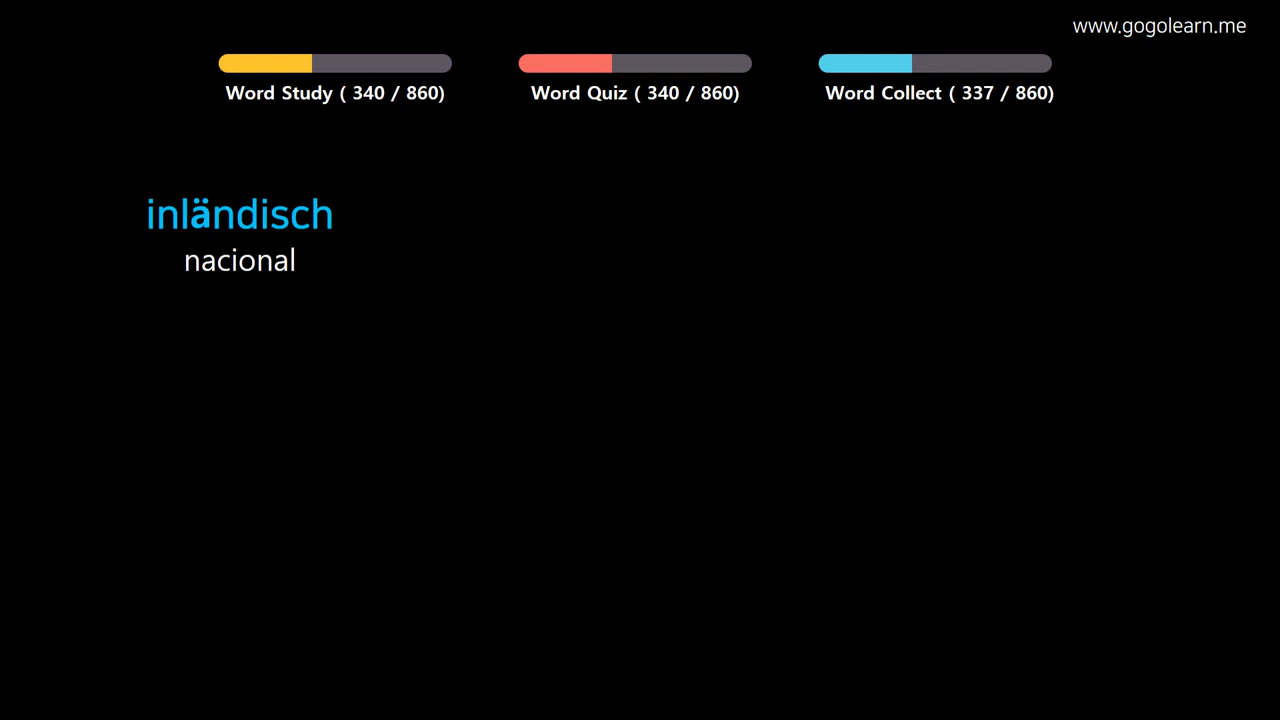 www.gogolearn.me
Word Study ( 340 / 860)
Word Quiz ( 340 / 860)
Word Collect ( 337 / 860)
inländisch
nacional